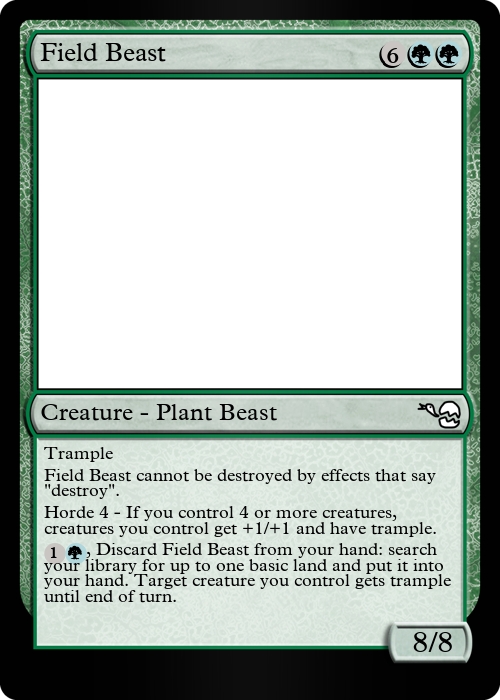 Field Beast 6
Creature - Plant Beast
Trample
Field Beast cannot be destroyed by effects that say
"destroy".
Horde 4 - If you control 4 or more creatures,
creatures you control get +1/+1 and have trample.
1 , Discard Field Beast from your hand: search
your library for up to one basic land and put it into
your hand. Target creature you control gets trample
until end of turn.
8/8